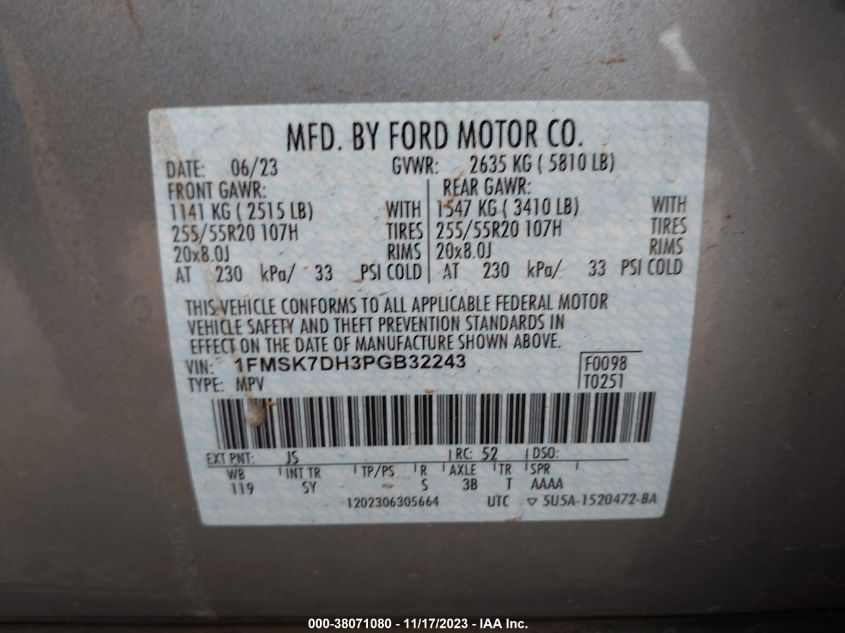 MFD. BY FORD MOTOR CO.
DATE: 06/23 GVWR: 2635 KG ( 5810 LB)
FRONT GAWR: REAR GAWR:
1141 KG ( 2515 LB) WITH 1547 KG ( 3410 LB) WITH
255/55R20 107H TIRES 255/55R20 107H TIRES
20x8.0J RIMS 20x8.0J RIMS
AT 230 kPa/ 33 PSI COLD AT 230 kPa/ 33 PSI COLD
THIS VEHICLE CONFORMS TO ALL APPLICABLE FEDERAL MOTOR
VEHICLE SAFETY AND THEFT PREVENTION STANDARDS IN
EFFECT ON THE DATE OF MANUFACTURE SHOWN ABOVE.
VIN: 1FMSK7DH3PGB32243 F0098
TYPE: MPV T0251
EXT PNT: JS RC: 52 DSO:
WB INT TR TP/PS R AXLE TR SPR
119 SY S 3B T AAAA
1202306305664 UTC ▽ 5U5A-1520472-BA
000-38071080 - 11/17/2023 - IAA Inc.